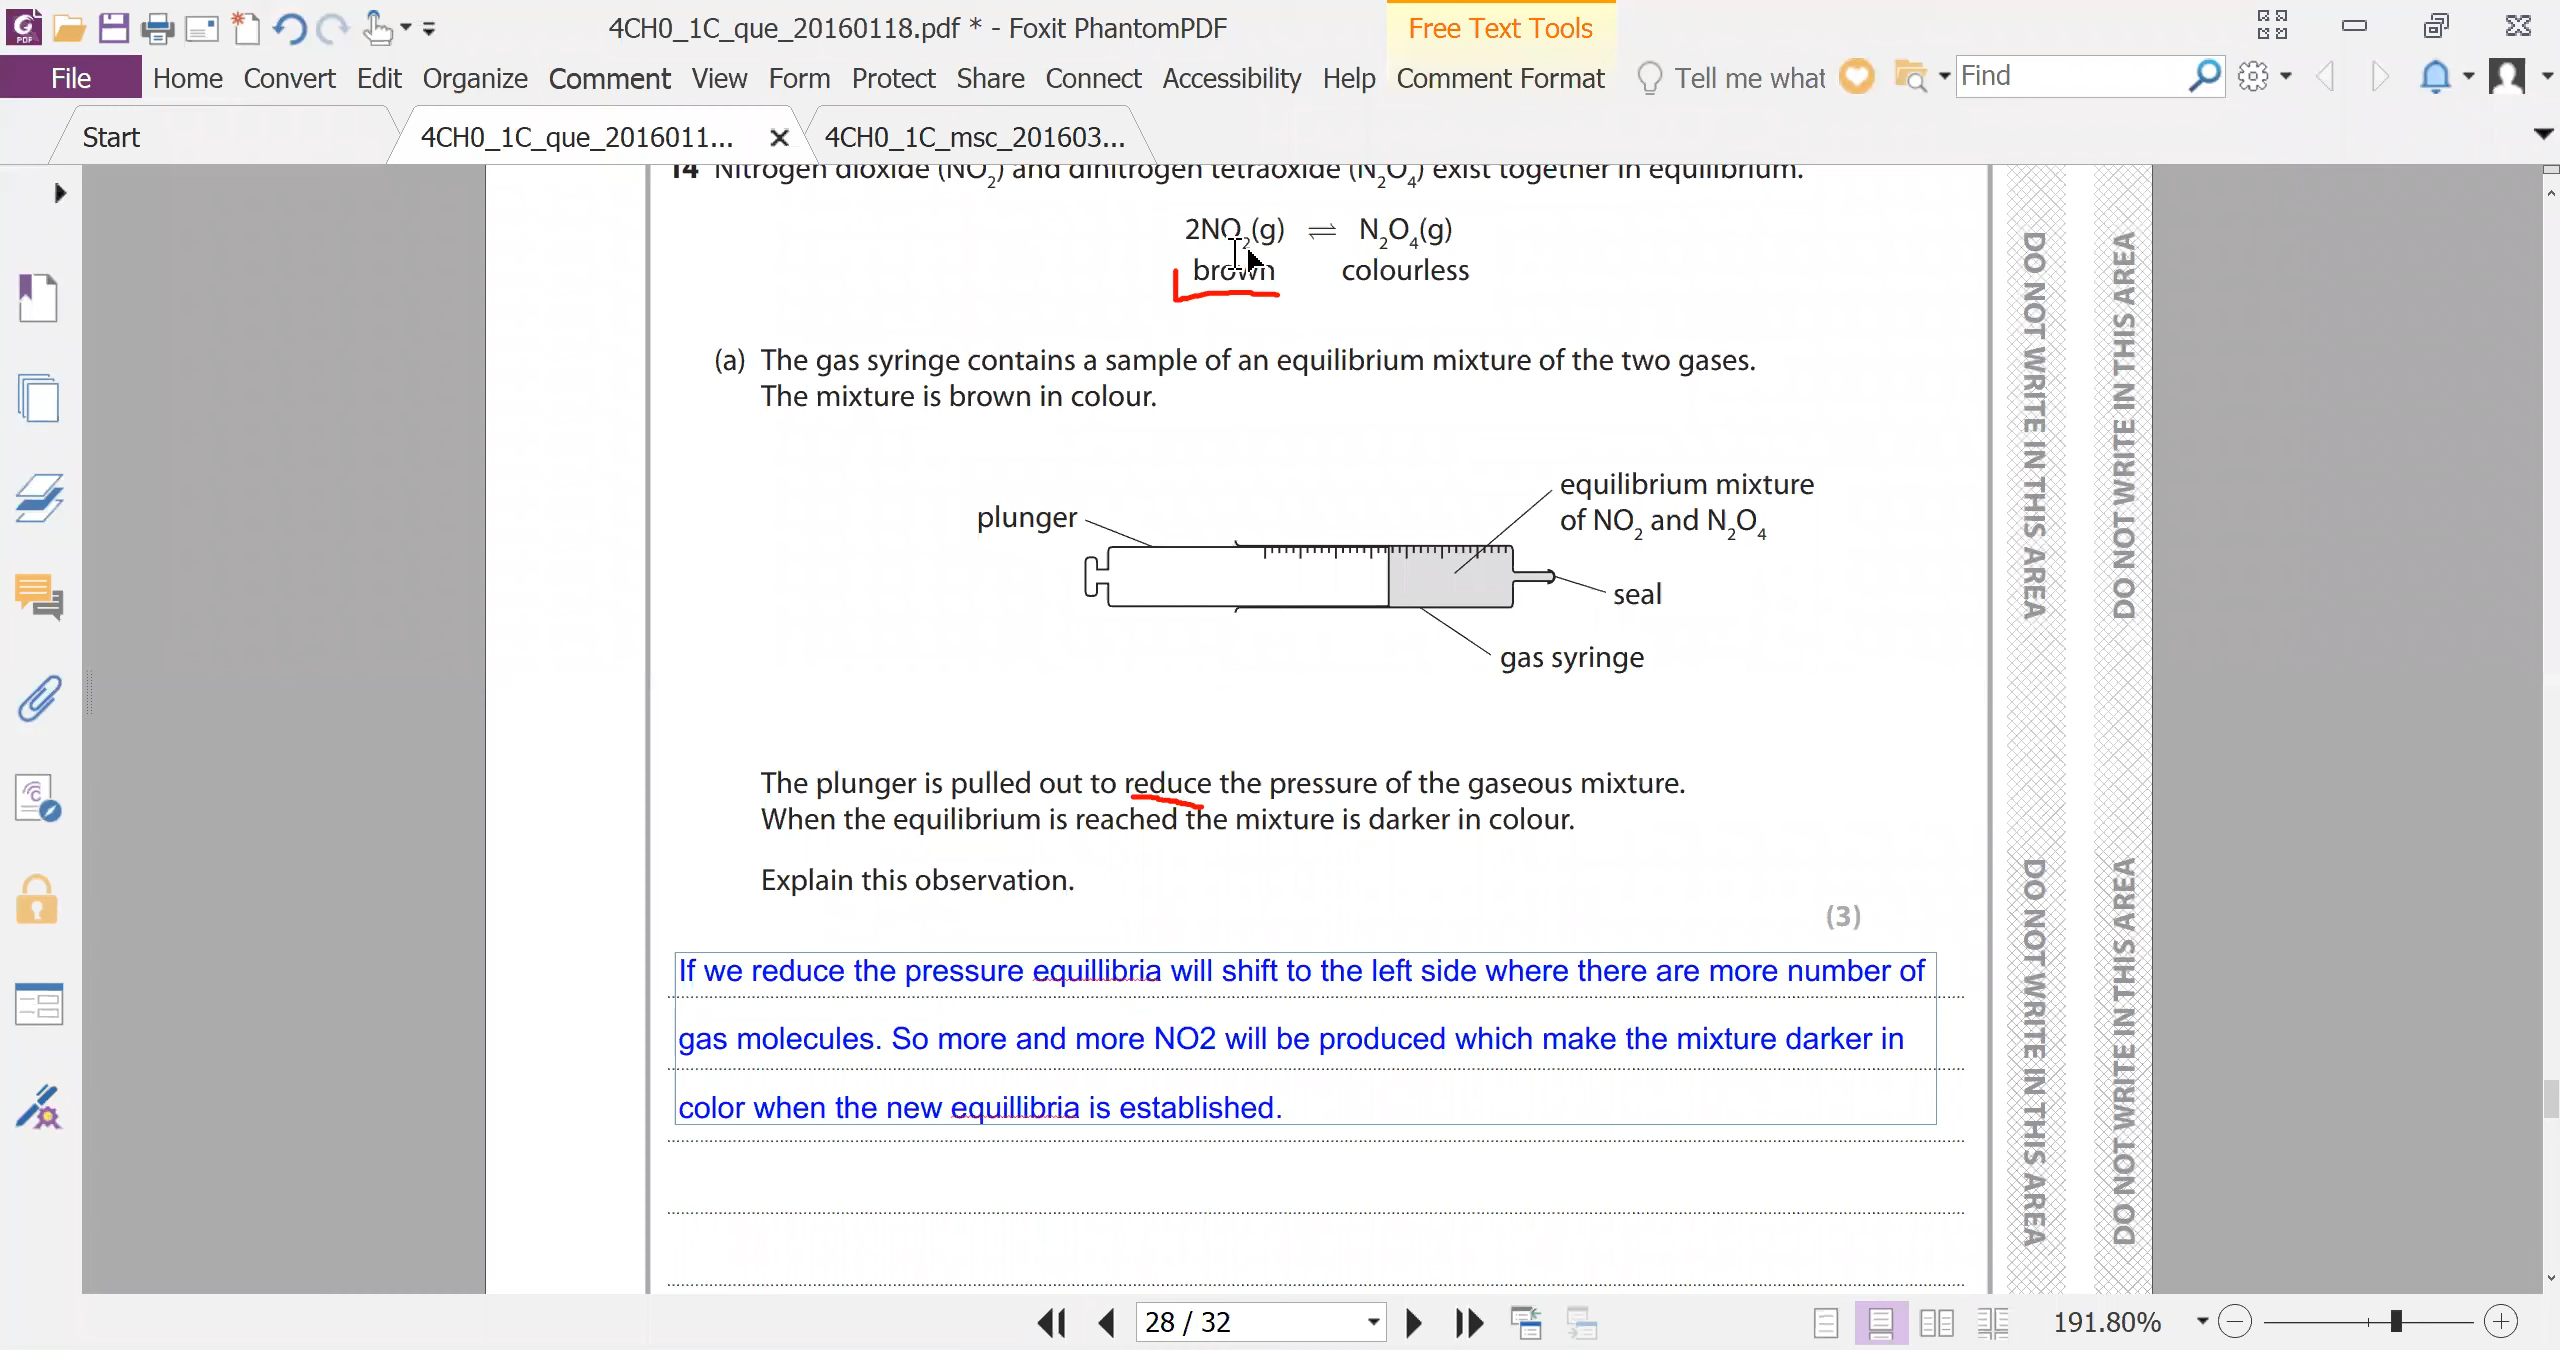 4CH0_1C_que_20160118.pdf * - Foxit PhantomPDF
Free Text Tools
File Home Convert Edit Organize Comment View Form Protect Share Connect Accessibility Help Comment Format Tell me what Find
Start
4CH0_1C_que_2016011...
4CH0_1C_msc_201603...
14 Nitrogen dioxide (NO2) and dinitrogen tetraoxide (N2O4) exist together in equilibrium.
2NO2(g) ⇌ N2O4(g)
brown colourless
(a) The gas syringe contains a sample of an equilibrium mixture of the two gases.
The mixture is brown in colour.
equilibrium mixture
of NO2 and N2O4
plunger
seal
gas syringe
The plunger is pulled out to reduce the pressure of the gaseous mixture.
When the equilibrium is reached the mixture is darker in colour.
Explain this observation.
(3)
If we reduce the pressure equillibria will shift to the left side where there are more number of
gas molecules. So more and more NO2 will be produced which make the mixture darker in
color when the new equillibria is established.
DO NOT WRITE IN THIS AREA
DO NOT WRITE IN THIS AREA
DO NOT WRITE IN THIS AREA
DO NOT WRITE IN THIS AREA
28 / 32
191.80%